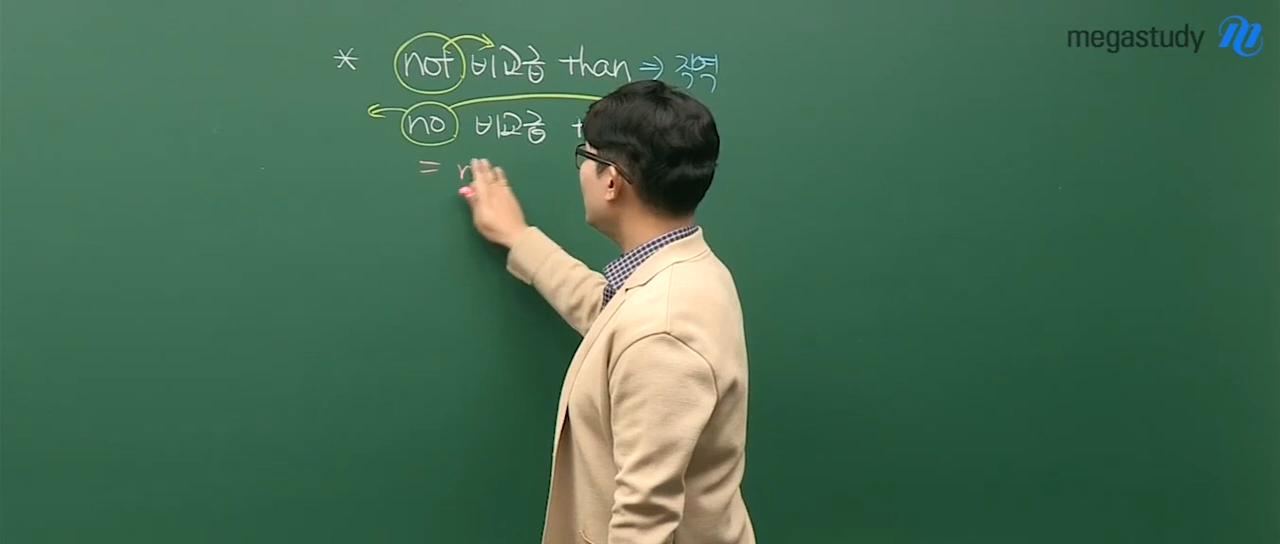 megastudy
* not 비교급 than ⇒ 직역
no 비교급 t
= n